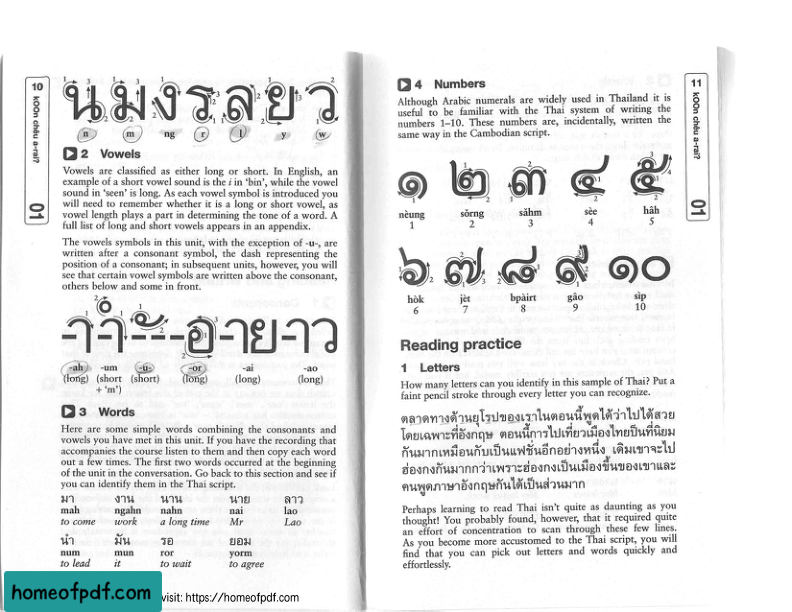 10
kOOn chêu a-rai?
01
น ม ง ร ล ย ว
n m ng r l y w
2 Vowels
Vowels are classified as either long or short. In English, an
example of a short vowel sound is the i in 'bin', while the vowel
sound in 'seen' is long. As each vowel symbol is introduced you
will need to remember whether it is a long or short vowel, as
vowel length plays a part in determining the tone of a word. A
full list of long and short vowels appears in an appendix.
The vowels symbols in this unit, with the exception of -u-, are
written after a consonant symbol, the dash representing the
position of a consonant; in subsequent units, however, you will
see that certain vowel symbols are written above the consonant,
others below and some in front.
-า -ำ -ั- -อ -าย -าว
-ah -um -u- -or -ai -ao
(long) (short (short) (long) (long) (long)
+ 'm')
3 Words
Here are some simple words combining the consonants and
vowels you have met in this unit. If you have the recording that
accompanies the course listen to them and then copy each word
out a few times. The first two words occurred at the beginning
of the unit in the conversation. Go back to this section and see if
you can identify them in the Thai script.
มา งาน นาน นาย ลาว
mah ngahn nahn nai lao
to come work a long time Mr Lao
นำ มัน รอ ยอม
num mun ror yorm
to lead it to wait to agree
homeofpdf.com
visit: https://homeofpdf.com
11
kOOn chêu a-rai?
01
4 Numbers
Although Arabic numerals are widely used in Thailand it is
useful to be familiar with the Thai system of writing the
numbers 1–10. These numbers are, incidentally, written the
same way in the Cambodian script.
๑ ๒ ๓ ๔ ๕
nèung sŏrng săhm sèe hâh
1 2 3 4 5
๖ ๗ ๘ ๙ ๑๐
hòk jèt bpàirt gâo sìp
6 7 8 9 10
Reading practice
1 Letters
How many letters can you identify in this sample of Thai? Put a
faint pencil stroke through every letter you can recognize.
ตลาดทางด้านยุโรปของเราในตอนนี้พูดได้ว่าไปได้สวย
โดยเฉพาะที่อังกฤษ ตอนนี้การไปเที่ยวเมืองไทยเป็นที่นิยม
กันมากเหมือนกับเป็นแฟชั่นอีกอย่างหนึ่ง เดิมเขาจะไป
ฮ่องกงกันมากกว่าเพราะฮ่องกงเป็นเมืองขึ้นของเขาและ
คนพูดภาษาอังกฤษกันได้เป็นส่วนมาก
Perhaps learning to read Thai isn't quite as daunting as you
thought! You probably found, however, that it required quite
an effort of concentration to scan through these few lines.
As you become more accustomed to the Thai script, you will
find that you can pick out letters and words quickly and
effortlessly.